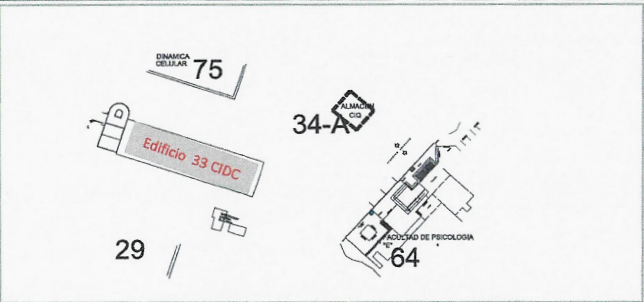 DINAMICA
CELULAR
75
34-A
ALMACEN
CIQ
Edificio 33 CIDC
29
FACULTAD DE PSICOLOGIA
"E"
64